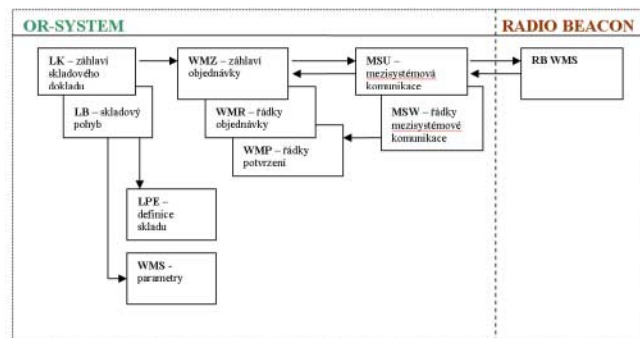 OR-SYSTEM
RADIO BEACON
LK – záhlaví
skladového
dokladu
WMZ – záhlaví
objednávky
MSU –
mezisystémová
komunikace
RB WMS
LB – skladový
pohyb
WMR – řádky
objednávky
MSW – řádky
mezisystémové
komunikace
WMP – řádky
potvrzení
LPE –
definice
skladu
WMS -
parametry